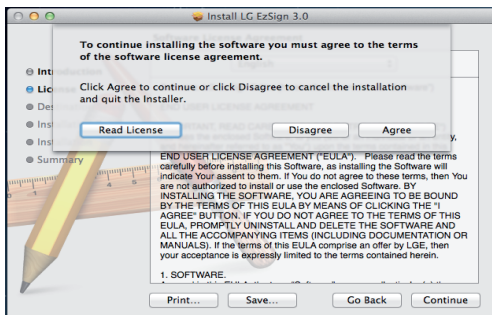 Install LG EzSign 3.0
Software License Agreement
English
To continue installing the software you must agree to the terms
of the software license agreement.
Click Agree to continue or click Disagree to cancel the installation
and quit the Installer.
Read License
Disagree
Agree
Summary
END USER LICENSE AGREEMENT
END USER LICENSE AGREEMENT ("EULA"). Please read the terms
carefully before installing this Software, as installing the Software will
indicate Your assent to them. If You do not agree to these terms, then You
are not authorized to install or use the enclosed Software. BY
INSTALLING THE SOFTWARE, YOU ARE AGREEING TO BE BOUND
BY THE TERMS OF THIS EULA BY MEANS OF CLICKING THE "I
AGREE" BUTTON. IF YOU DO NOT AGREE TO THE TERMS OF THIS
EULA, PROMPTLY UNINSTALL AND DELETE THE SOFTWARE AND
ALL THE ACCOMPANYING ITEMS (INCLUDING DOCUMENTATION OR
MANUALS). If the terms of this EULA comprise an offer by LGE, then
your acceptance is expressly limited to the terms contained herein.
1. SOFTWARE.
Print...
Save...
Go Back
Continue